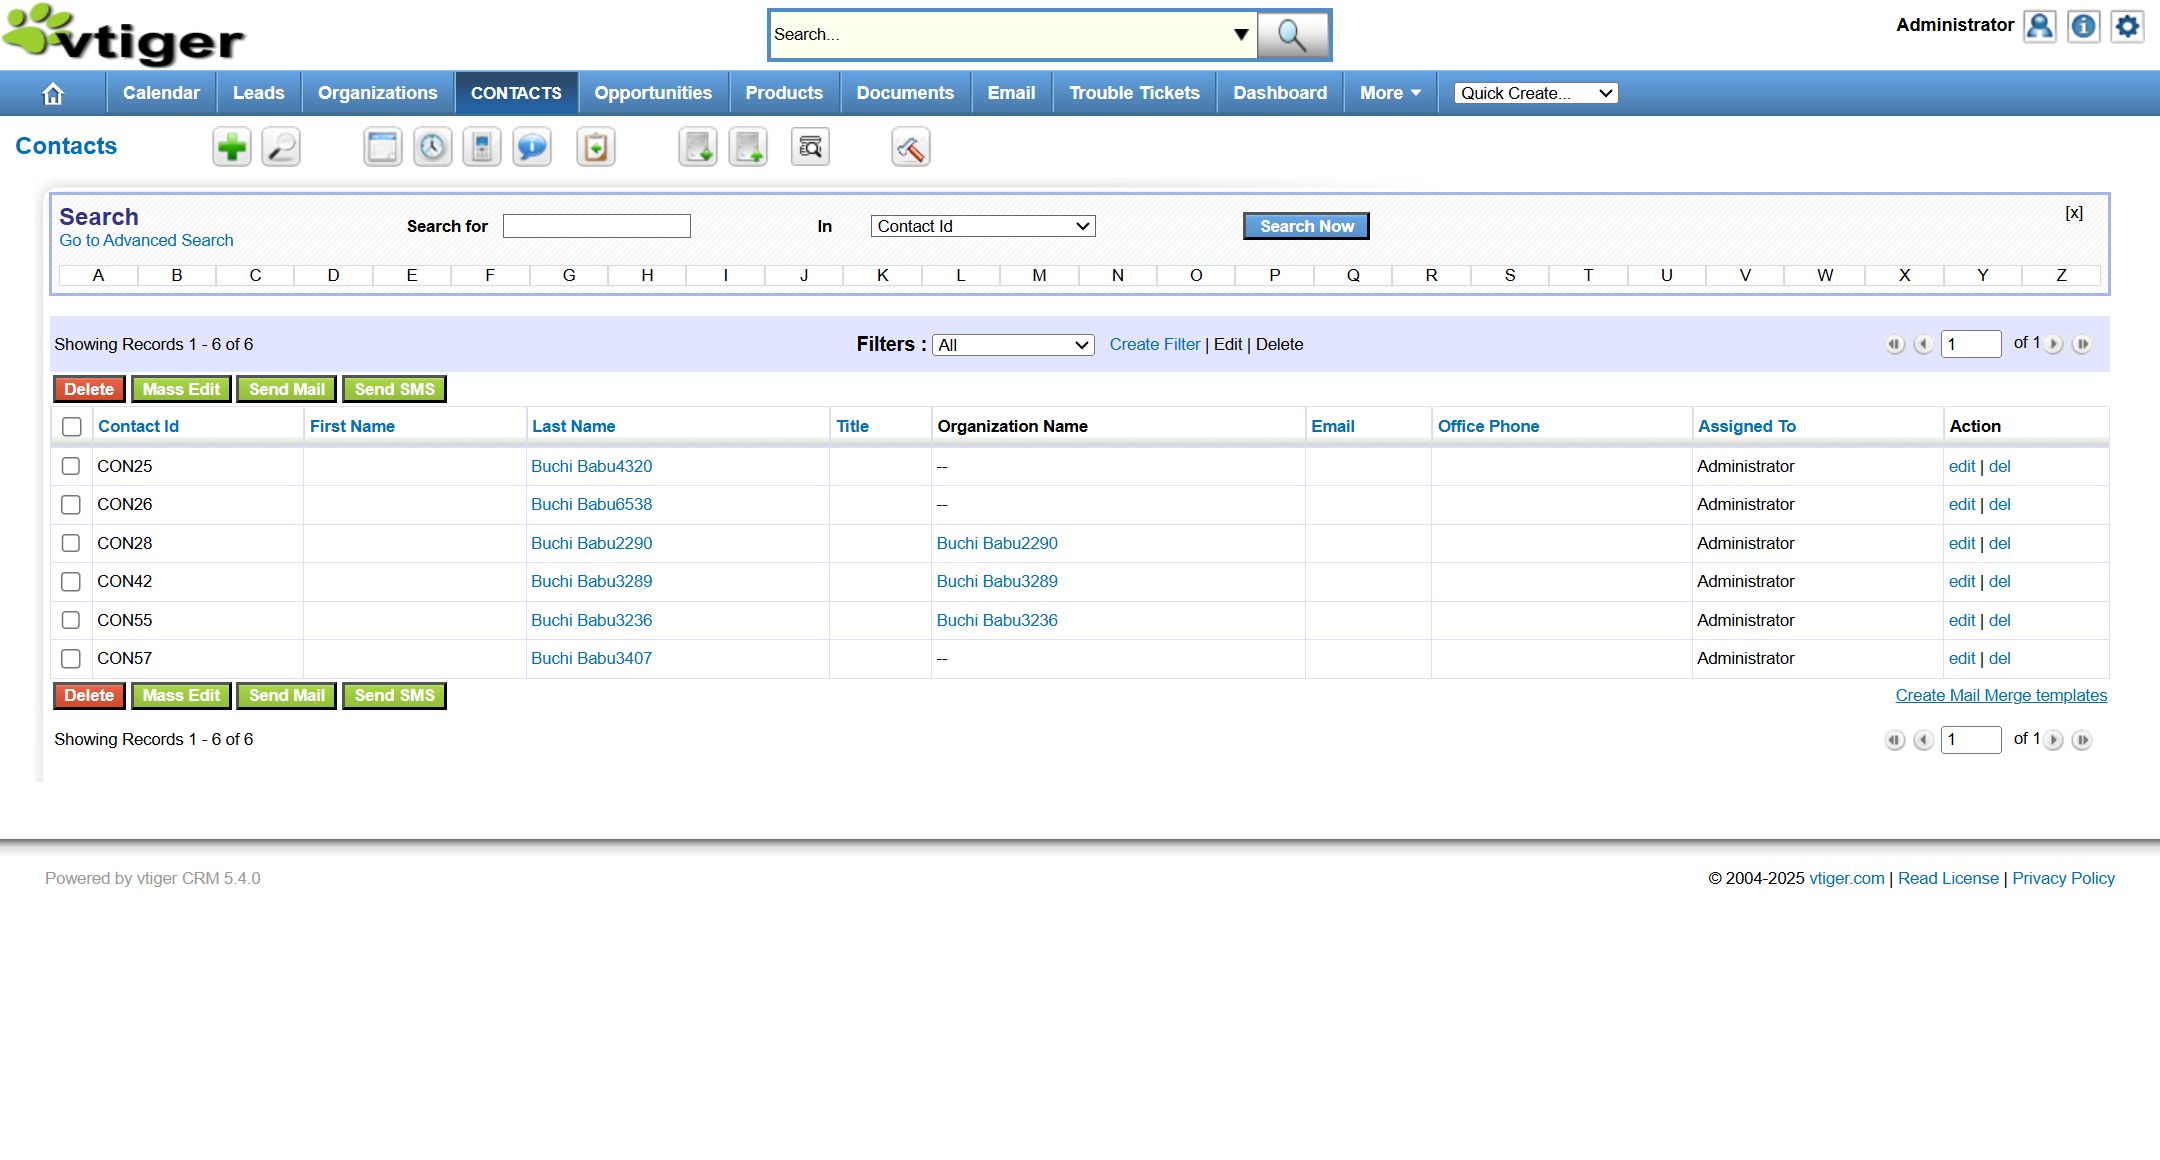 vtiger
Search...
Administrator
Calendar Leads Organizations CONTACTS Opportunities Products Documents Email Trouble Tickets Dashboard More Quick Create...
Contacts
Search
Go to Advanced Search
Search for In Contact Id Search Now [x]
A B C D E F G H I J K L M N O P Q R S T U V W X Y Z
Showing Records 1 - 6 of 6 Filters : All Create Filter | Edit | Delete 1 of 1
Delete Mass Edit Send Mail Send SMS
Contact Id First Name Last Name Title Organization Name Email Office Phone Assigned To Action
CON25 Buchi Babu4320 -- Administrator edit | del
CON26 Buchi Babu6538 -- Administrator edit | del
CON28 Buchi Babu2290 Buchi Babu2290 Administrator edit | del
CON42 Buchi Babu3289 Buchi Babu3289 Administrator edit | del
CON55 Buchi Babu3236 Buchi Babu3236 Administrator edit | del
CON57 Buchi Babu3407 -- Administrator edit | del
Delete Mass Edit Send Mail Send SMS Create Mail Merge templates
Showing Records 1 - 6 of 6 1 of 1
Powered by vtiger CRM 5.4.0 © 2004-2025 vtiger.com | Read License | Privacy Policy